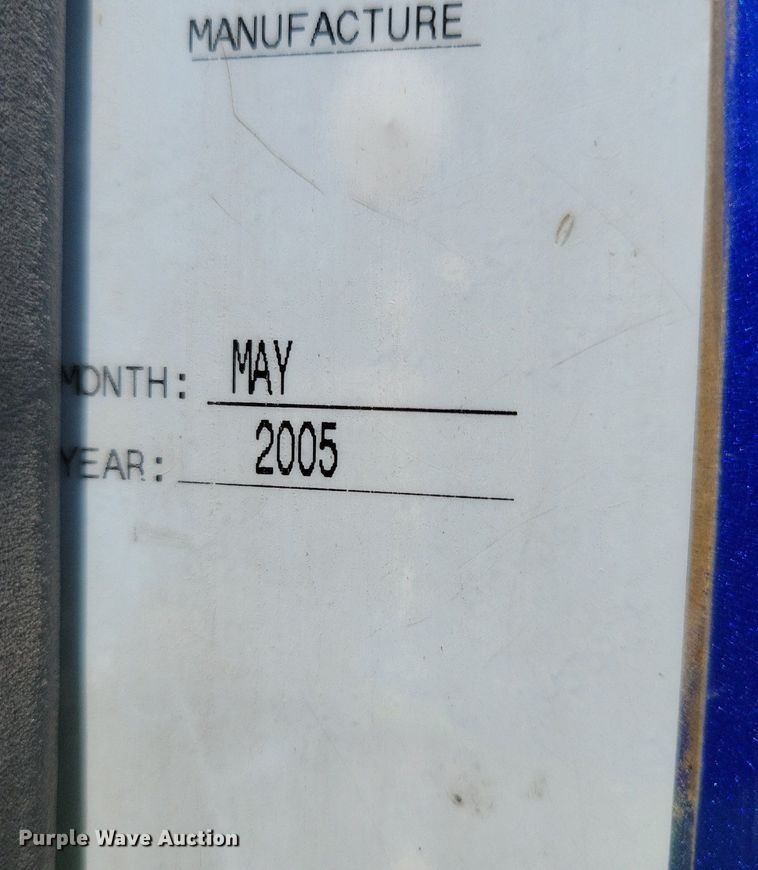 MANUFACTURE
MONTH: MAY
YEAR: 2005
Purple Wave Auction